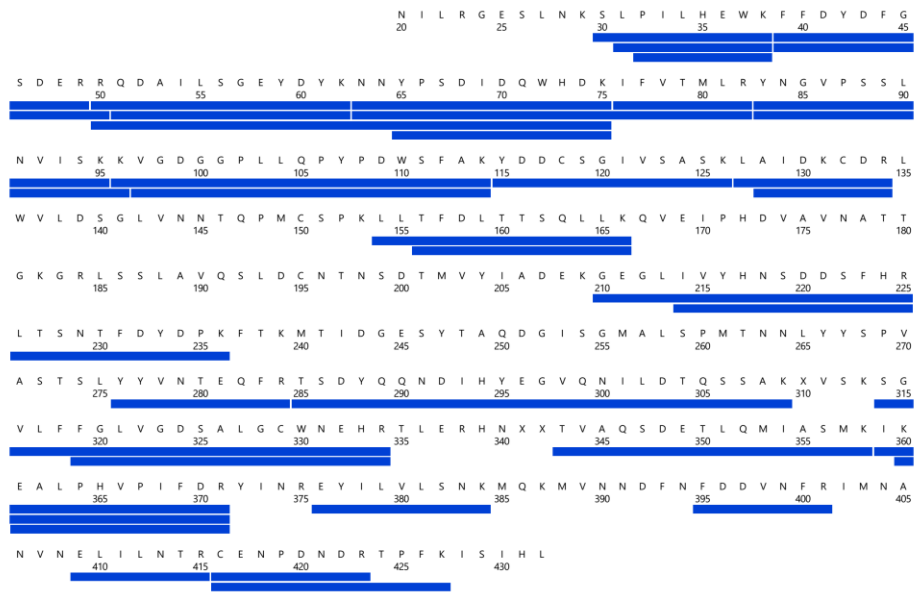 N I L R G E S L N K S L P I L H E W K F F D Y D F G
20 25 30 35 40 45
S D E R R Q D A I L S G E Y D Y K N N Y P S D I D Q W H D K I F V T M L R Y N G V P S S L
50 55 60 65 70 75 80 85 90
N V I S K K V G D G G P L L Q P Y P D W S F A K Y D D C S G I V S A S K L A I D K C D R L
95 100 105 110 115 120 125 130 135
W V L D S G L V N N T Q P M C S P K L L T F D L T T S Q L L K Q V E I P H D V A V N A T T
140 145 150 155 160 165 170 175 180
G K G R L S S L A V Q S L D C N T N S D T M V Y I A D E K G E G L I V Y H N S D D S F H R
185 190 195 200 205 210 215 220 225
L T S N T F D Y D P K F T K M T I D G E S Y T A Q D G I S G M A L S P M T N N L Y Y S P V
230 235 240 245 250 255 260 265 270
A S T S L Y Y V N T E Q F R T S D Y Q Q N D I H Y E G V Q N I L D T Q S S A K X V S K S G
275 280 285 290 295 300 305 310 315
V L F F G L V G D S A L G C W N E H R T L E R H N X X T V A Q S D E T L Q M I A S M K I K
320 325 330 335 340 345 350 355 360
E A L P H V P I F D R Y I N R E Y I L V L S N K M Q K M V N N D F N F D D V N F R I M N A
365 370 375 380 385 390 395 400 405
N V N E L I L N T R C E N P D N D R T P F K I S I H L
410 415 420 425 430